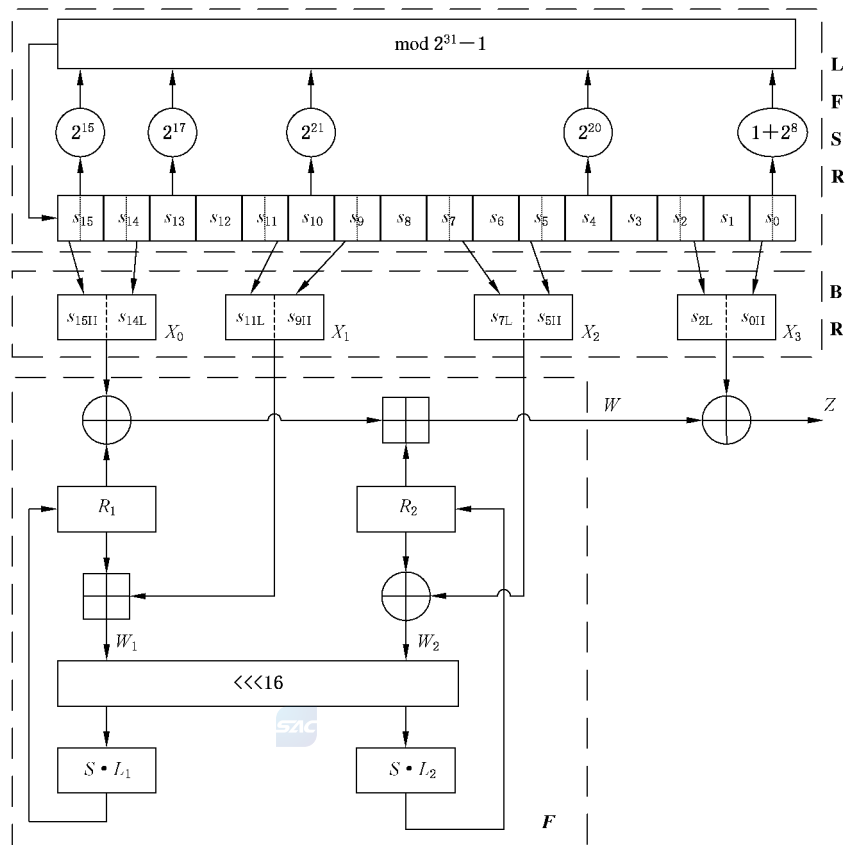 mod 2³¹−1
L
F
S
R
2¹⁵ 2¹⁷ 2²¹ 2²⁰ 1+2⁸
s₁₅ s₁₄ s₁₃ s₁₂ s₁₁ s₁₀ s₉ s₈ s₇ s₆ s₅ s₄ s₃ s₂ s₁ s₀
B
R
s₁₅H s₁₄L X₀ s₁₁L s₉H X₁ s₇L s₅H X₂ s₂L s₀H X₃
W Z
R₁ R₂
W₁ W₂
<<<16
SAC
S • L₁ S • L₂
F